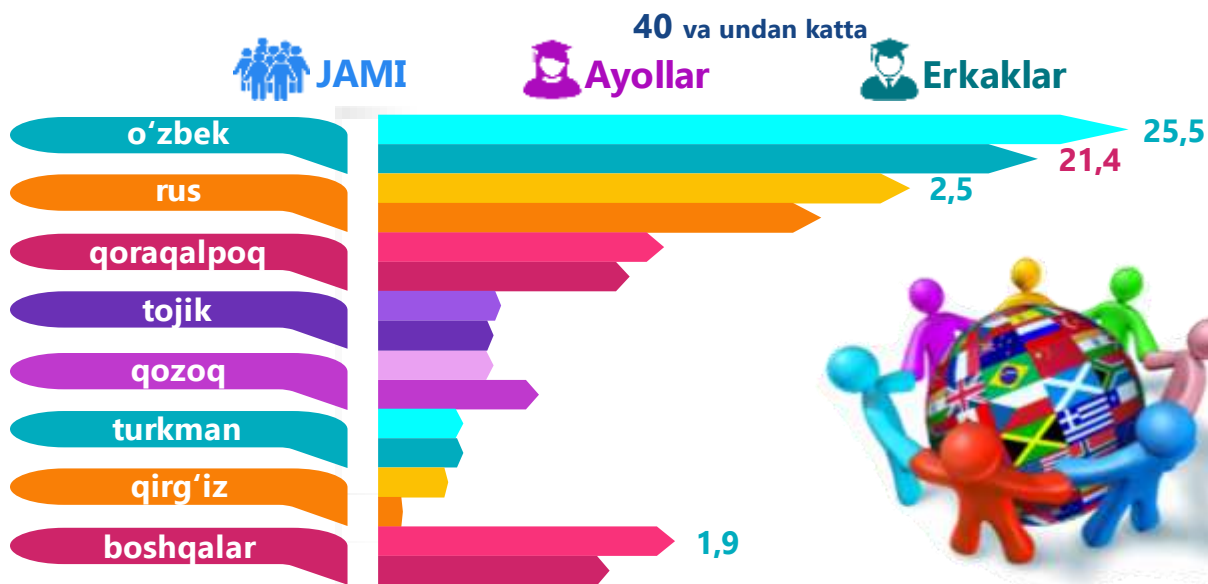 40 va undan katta
JAMI
Ayollar
Erkaklar
o‘zbek
25,5
21,4
rus
2,5
qoraqalpoq
tojik
qozoq
turkman
qirg‘iz
boshqalar
1,9